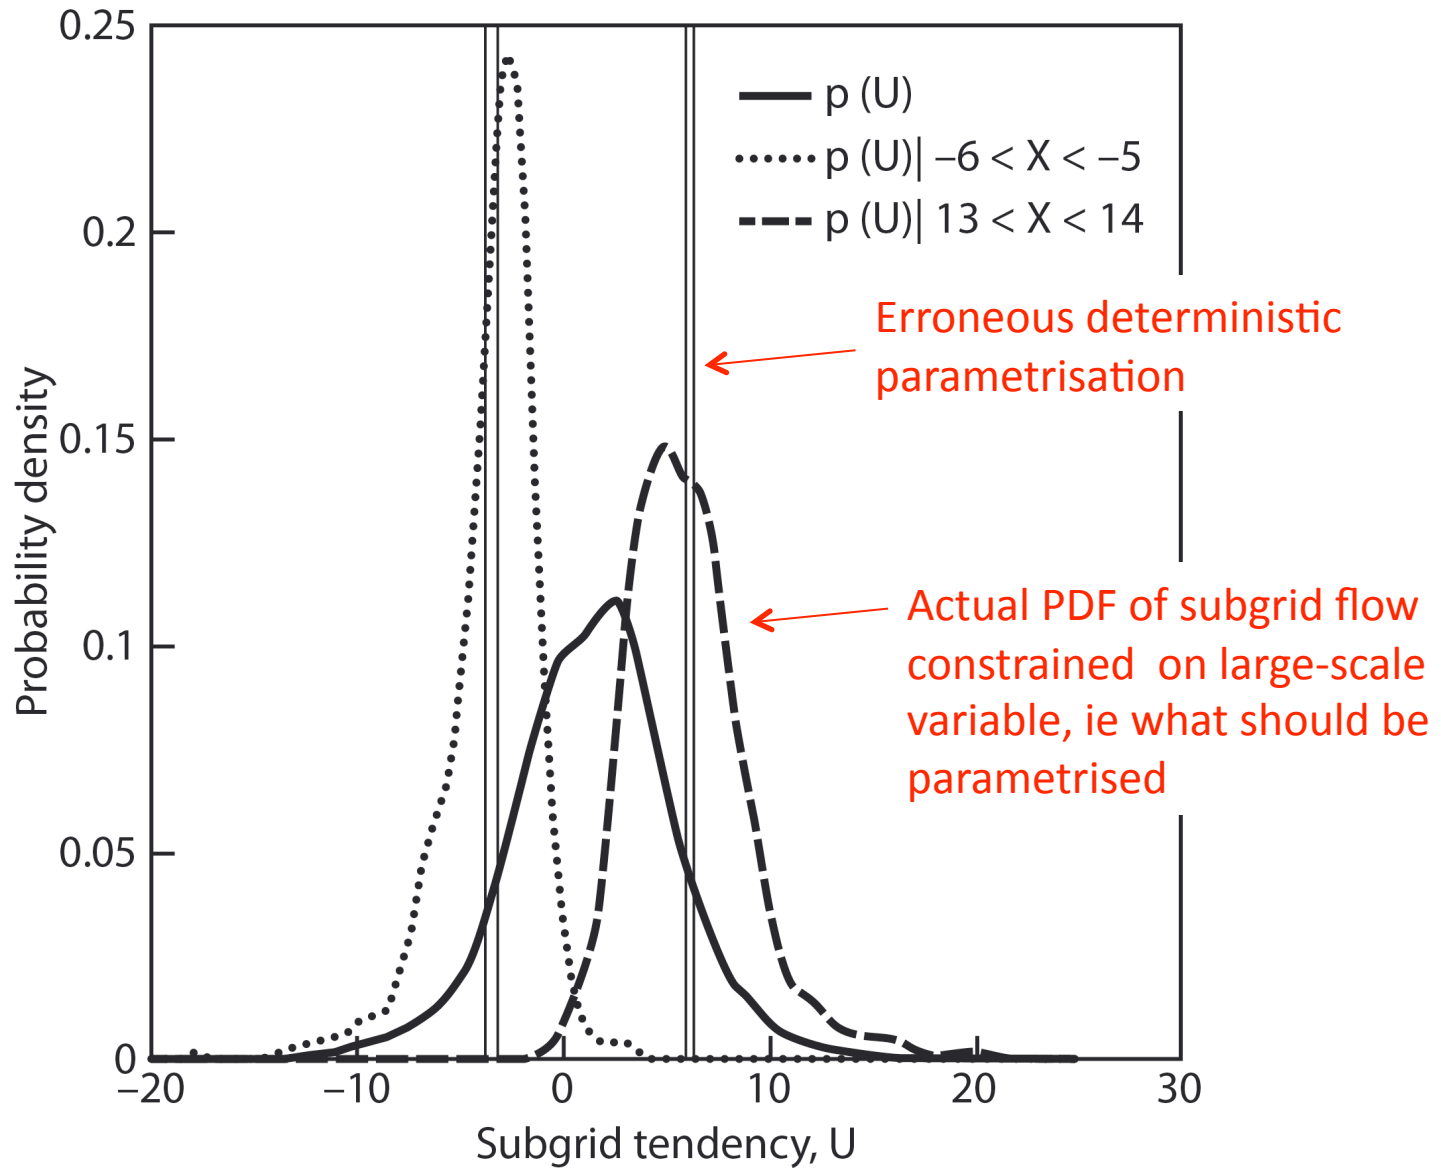 0.25
0.2
0.15
0.1
0.05
0
Probability density
p (U)
p (U)| –6 < X < –5
p (U)| 13 < X < 14
Erroneous deterministic
parametrisation
Actual PDF of subgrid flow
constrained on large-scale
variable, ie what should be
parametrised
–20 –10 0 10 20 30
Subgrid tendency, U